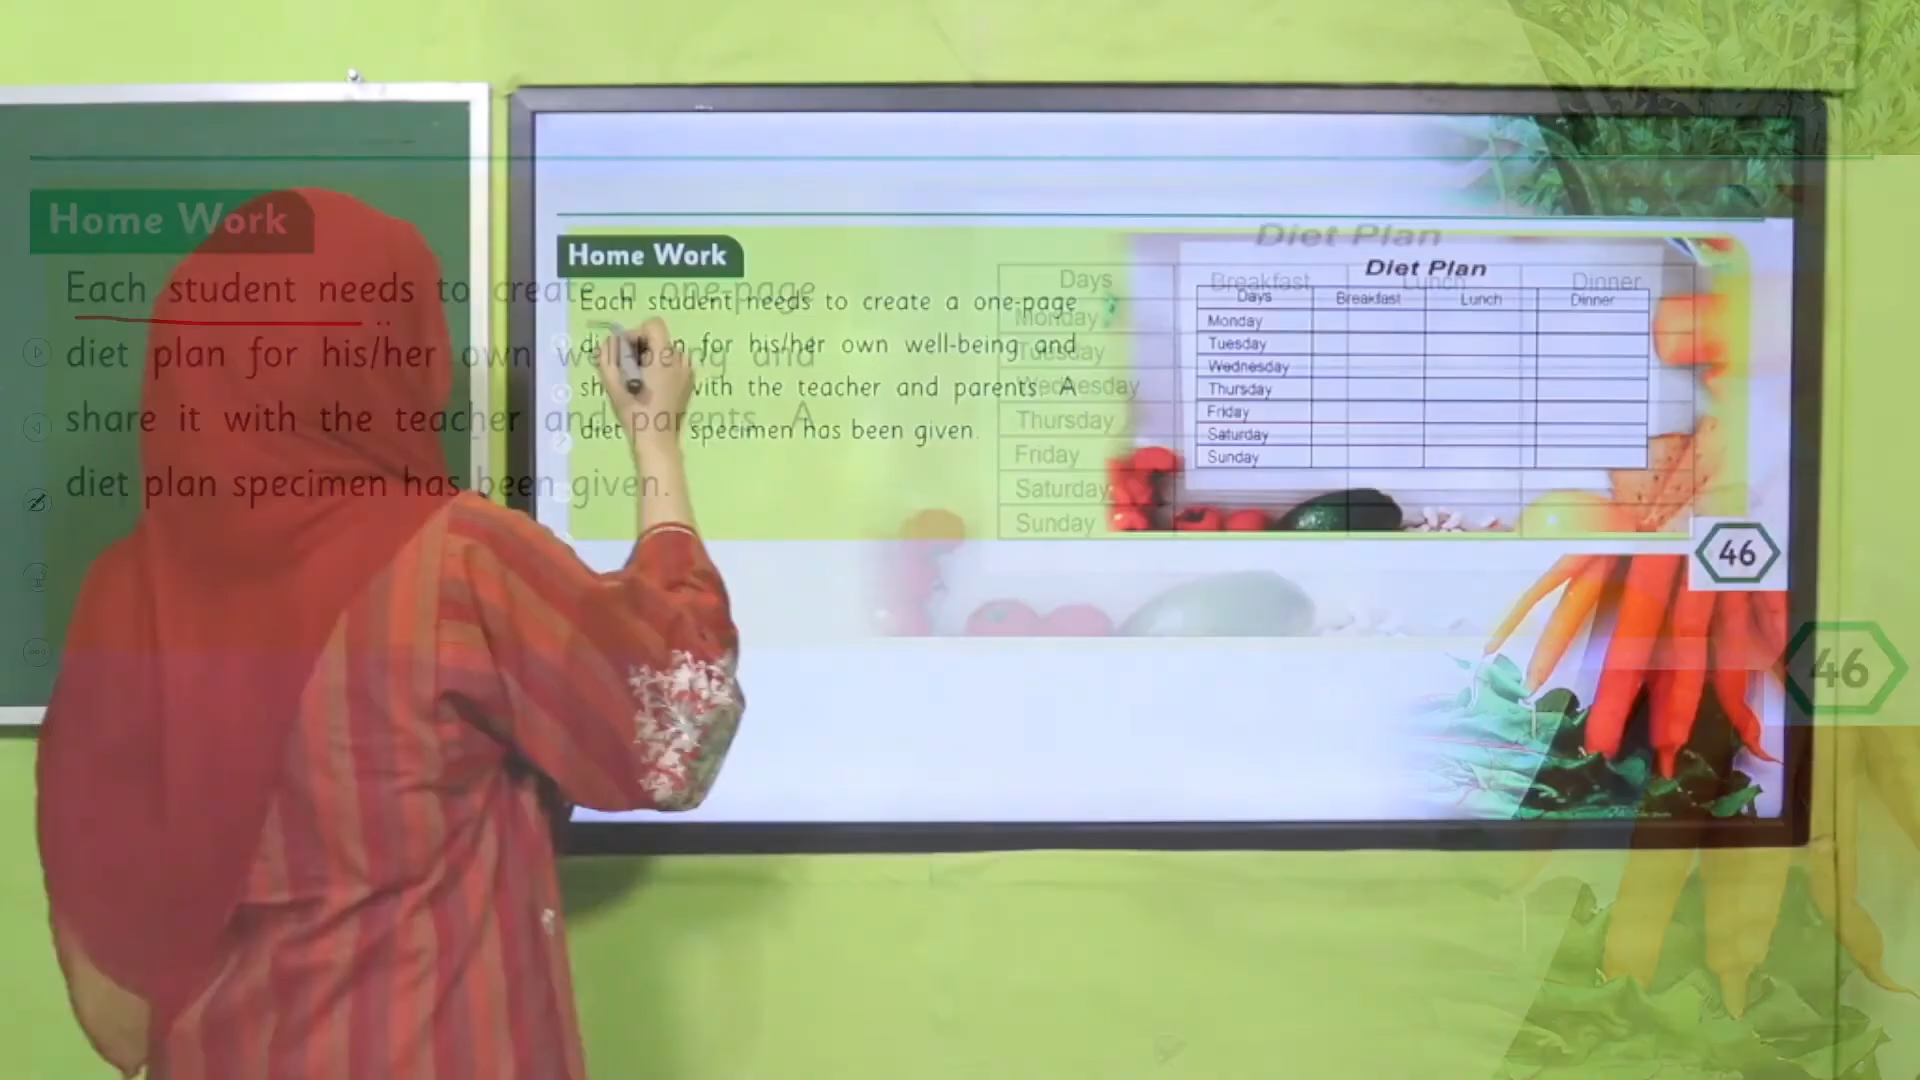 Home Work
Each student needs to create a one-page
diet plan for his/her own well-being and
share it with the teacher and parents. A
diet plan specimen has been given.
Diet Plan
Days Breakfast Lunch Dinner
Monday
Tuesday
Wednesday
Thursday
Friday
Saturday
Sunday
46
Home Work
Each student needs to create a one-page
for his/her own well-being and
with the teacher and parents. A
diet specimen has been given.
Diet Plan
Days Breakfast Lunch Dinner
Monday
Tuesday
Wednesday
Thursday
Friday
Saturday
Sunday
46